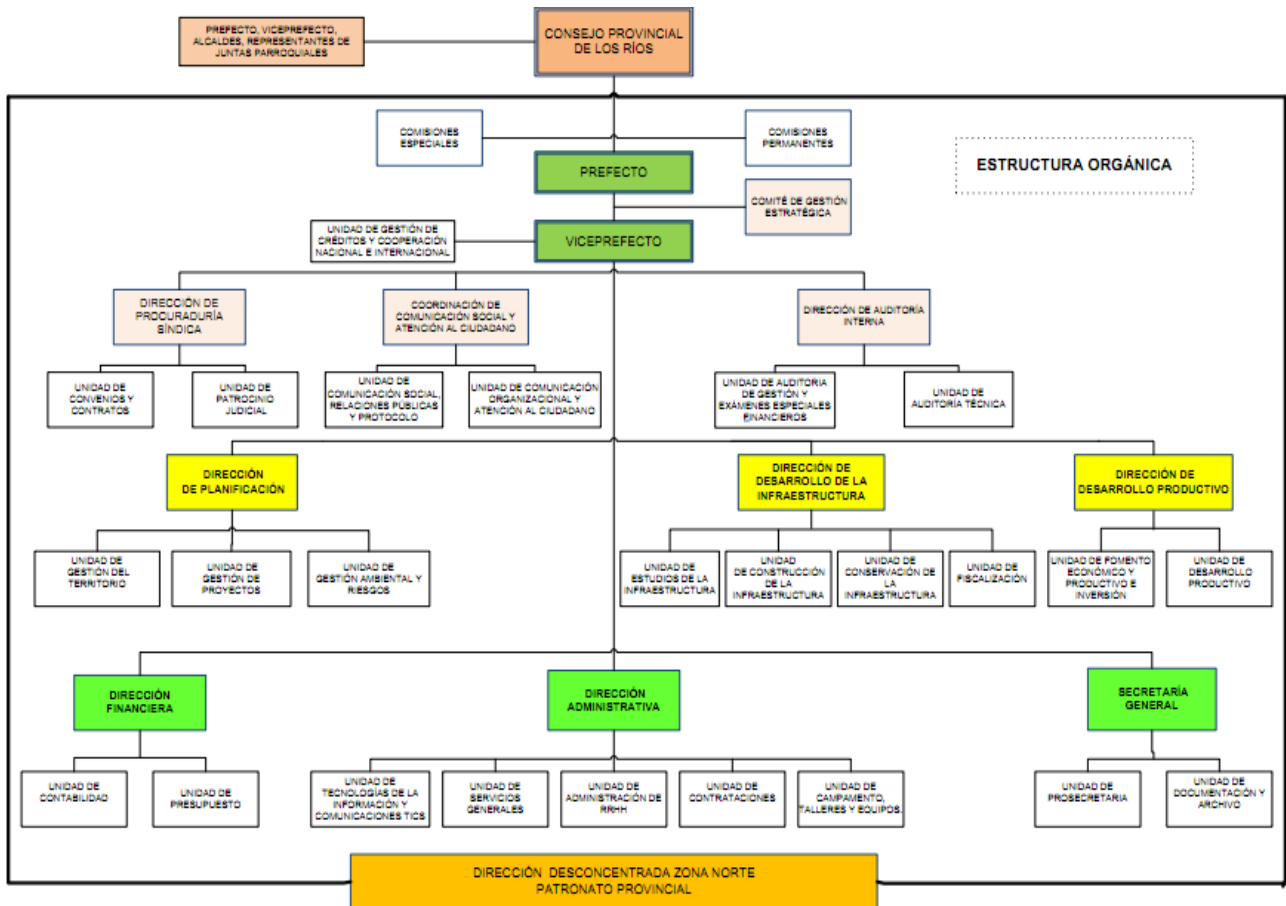 PREFECTO, VICEPREFECTO,
ALCALDES, REPRESENTANTES DE
JUNTAS PARROQUIALES
CONSEJO PROVINCIAL
DE LOS RÍOS
COMISIONES
ESPECIALES
COMISIONES
PERMANENTES
ESTRUCTURA ORGÁNICA
PREFECTO
COMITÉ DE GESTIÓN
ESTRATÉGICA
UNIDAD DE GESTIÓN DE
CRÉDITOS Y COOPERACIÓN
NACIONAL E INTERNACIONAL
VICEPREFECTO
DIRECCIÓN DE
PROCURADURÍA
SÍNDICA
COORDINACIÓN DE
COMUNICACIÓN SOCIAL Y
ATENCIÓN AL CIUDADANO
DIRECCIÓN DE AUDITORÍA
INTERNA
UNIDAD DE
CONVENIOS Y
CONTRATOS
UNIDAD DE
PATROCINIO
JUDICIAL
UNIDAD DE
COMUNICACIÓN SOCIAL,
RELACIONES PÚBLICAS
Y PROTOCOLO
UNIDAD DE COMUNICACIÓN
ORGANIZACIONAL Y
ATENCIÓN AL CIUDADANO
UNIDAD DE AUDITORIA
DE GESTIÓN Y
EXÁMENES ESPECIALES
FINANCIEROS
UNIDAD DE
AUDITORÍA TÉCNICA
DIRECCIÓN
DE PLANIFICACIÓN
DIRECCIÓN DE
DESARROLLO DE LA
INFRAESTRUCTURA
DIRECCIÓN DE
DESARROLLO PRODUCTIVO
UNIDAD DE
GESTIÓN DEL
TERRITORIO
UNIDAD DE
GESTIÓN DE
PROYECTOS
UNIDAD DE
GESTIÓN AMBIENTAL Y
RIESGOS
UNIDAD DE
ESTUDIOS DE LA
INFRAESTRUCTURA
UNIDAD
DE CONSTRUCCIÓN
DE LA
INFRAESTRUCTURA
UNIDAD DE
CONSERVACIÓN DE
LA
INFRAESTRUCTURA
UNIDAD DE
FISCALIZACIÓN
UNIDAD DE FOMENTO
ECONÓMICO Y
PRODUCTIVO E
INVERSIÓN
UNIDAD DE
DESARROLLO
PRODUCTIVO
DIRECCIÓN
FINANCIERA
DIRECCIÓN
ADMINISTRATIVA
SECRETARÍA
GENERAL
UNIDAD DE
CONTABILIDAD
UNIDAD DE
PRESUPUESTO
UNIDAD DE
TECNOLOGÍAS DE LA
INFORMACIÓN Y
COMUNICACIONES TICS
UNIDAD DE
SERVICIOS
GENERALES
UNIDAD DE
ADMINISTRACIÓN DE
RRHH
UNIDAD DE
CONTRATACIONES
UNIDAD DE
CAMPAMENTO,
TALLERES Y EQUIPOS.
UNIDAD DE
PROSECRETARIA
UNIDAD DE
DOCUMENTACIÓN Y
ARCHIVO
DIRECCIÓN DESCONCENTRADA ZONA NORTE
PATRONATO PROVINCIAL